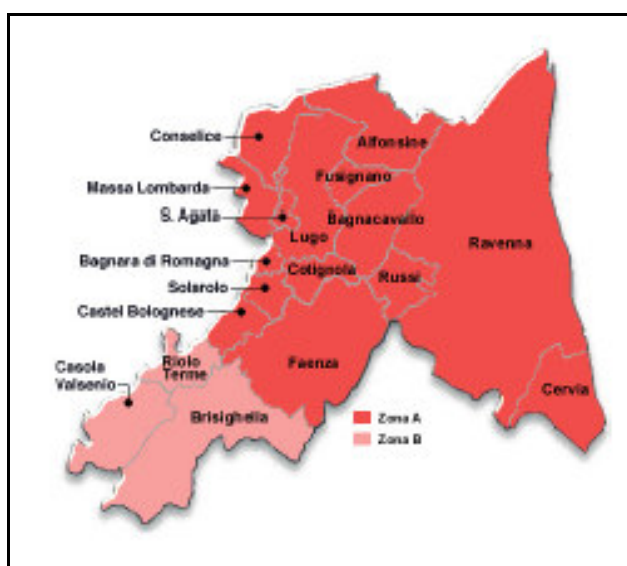 Conselice
Alfonsine
Massa Lombarda
Fusignano
S. Agata
Bagnacavallo
Lugo
Ravenna
Bagnara di Romagna
Cotignola
Solarolo
Russi
Castel Bolognese
Casola
Valsenio
Riolo
Terme
Faenza
Cervia
Brisighella
Zona A
Zona B